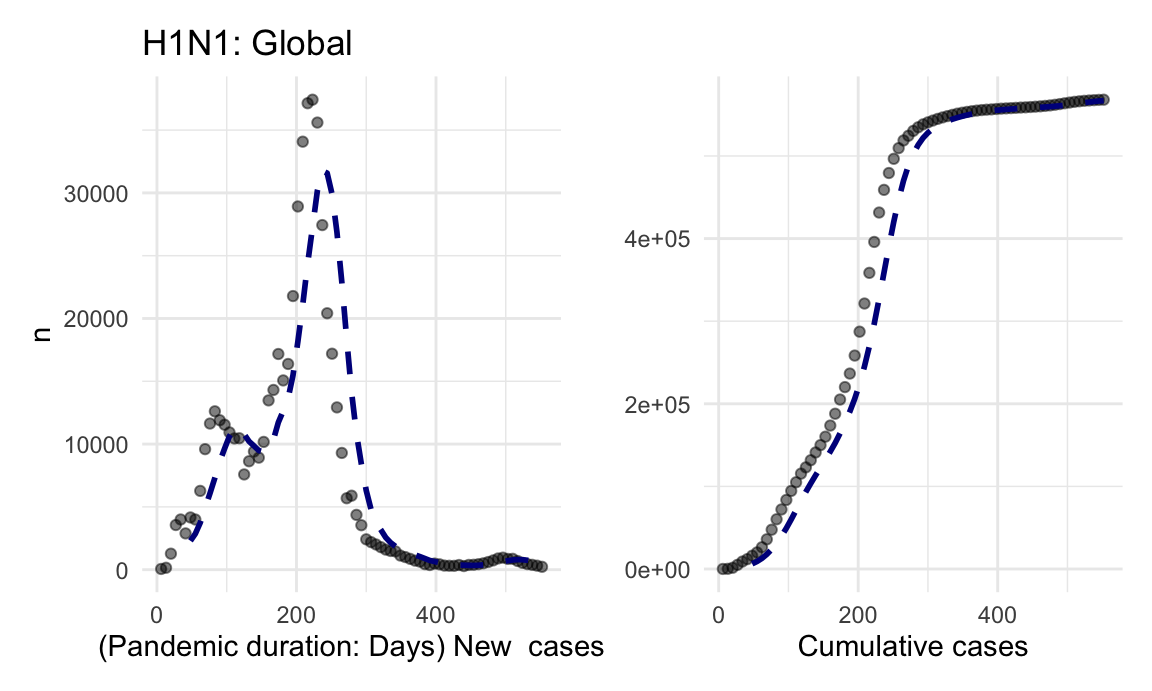 H1N1: Global
n
30000
20000
10000
0
0 200 400
(Pandemic duration: Days) New  cases
4e+05
2e+05
0e+00
0 200 400
Cumulative cases